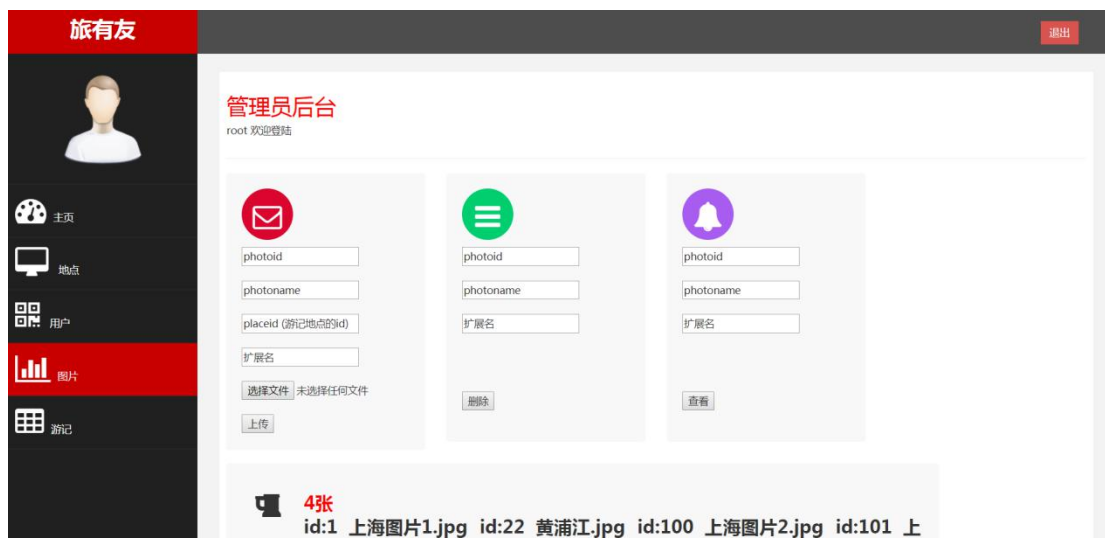 旅有友
退出
管理员后台
root 欢迎登陆
主页
地点
用户
图片
游记
photoid
photoname
placeid (游记地点的id)
扩展名
选择文件 未选择任何文件
上传
photoid
photoname
扩展名
删除
photoid
photoname
扩展名
查看
4张
id:1 上海图片1.jpg id:22 黄浦江.jpg id:100 上海图片2.jpg id:101 上